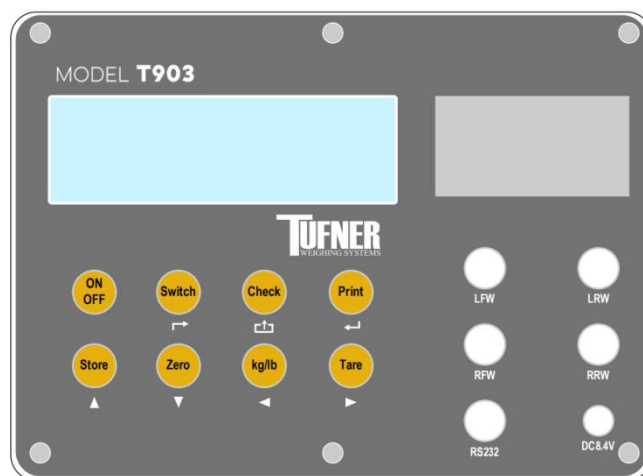 MODEL T903
TUFNER
WEIGHING SYSTEMS
ON
OFF
Switch
Check
Print
Store
Zero
kg/lb
Tare
LFW
LRW
RFW
RRW
RS232
DC8.4V